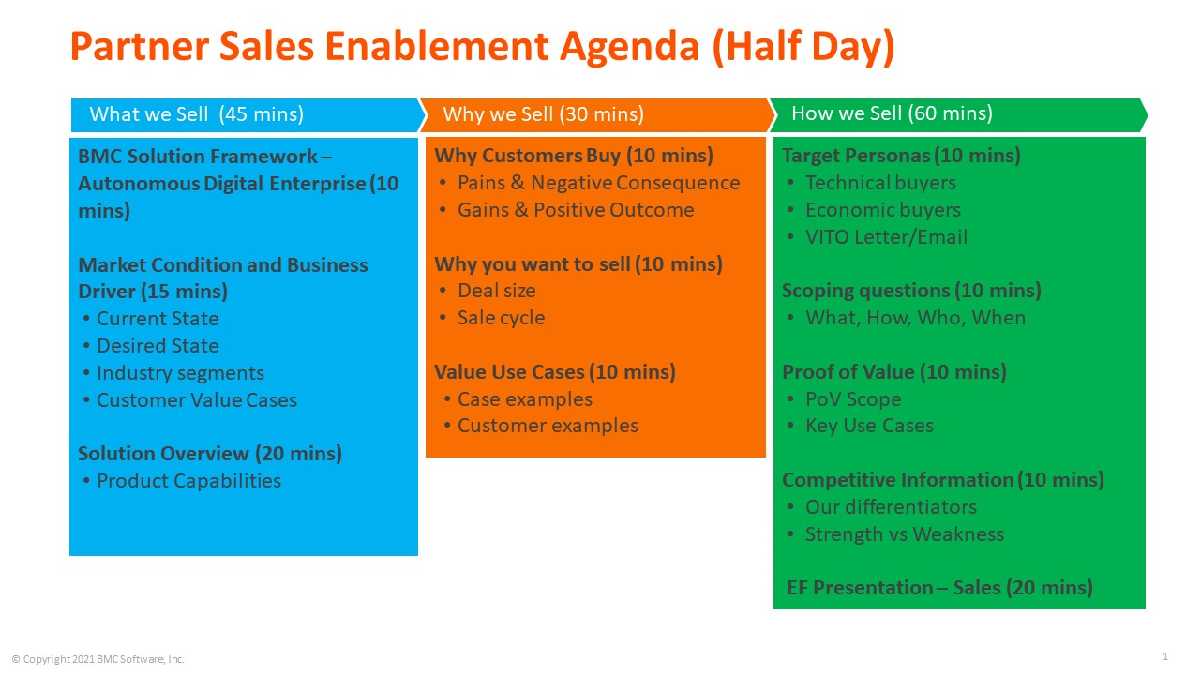 Partner Sales Enablement Agenda (Half Day)
What we Sell (45 mins)
BMC Solution Framework –
Autonomous Digital Enterprise (10
mins)
Market Condition and Business
Driver (15 mins)
• Current State
• Desired State
• Industry segments
• Customer Value Cases
Solution Overview (20 mins)
• Product Capabilities
Why we Sell (30 mins)
Why Customers Buy (10 mins)
• Pains & Negative Consequence
• Gains & Positive Outcome
Why you want to sell (10 mins)
• Deal size
• Sale cycle
Value Use Cases (10 mins)
• Case examples
• Customer examples
How we Sell (60 mins)
Target Personas (10 mins)
• Technical buyers
• Economic buyers
• VITO Letter/Email
Scoping questions (10 mins)
• What, How, Who, When
Proof of Value (10 mins)
• PoV Scope
• Key Use Cases
Competitive Information (10 mins)
• Our differentiators
• Strength vs Weakness
EF Presentation – Sales (20 mins)
© Copyright 2021 BMC Software, Inc.
1